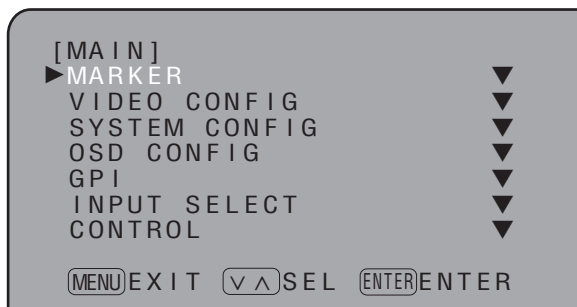 [MAIN]
▶MARKER ▼
VIDEO CONFIG ▼
SYSTEM CONFIG ▼
OSD CONFIG ▼
GPI ▼
INPUT SELECT ▼
CONTROL ▼
MENU EXIT ∨ ∧ SEL ENTER ENTER